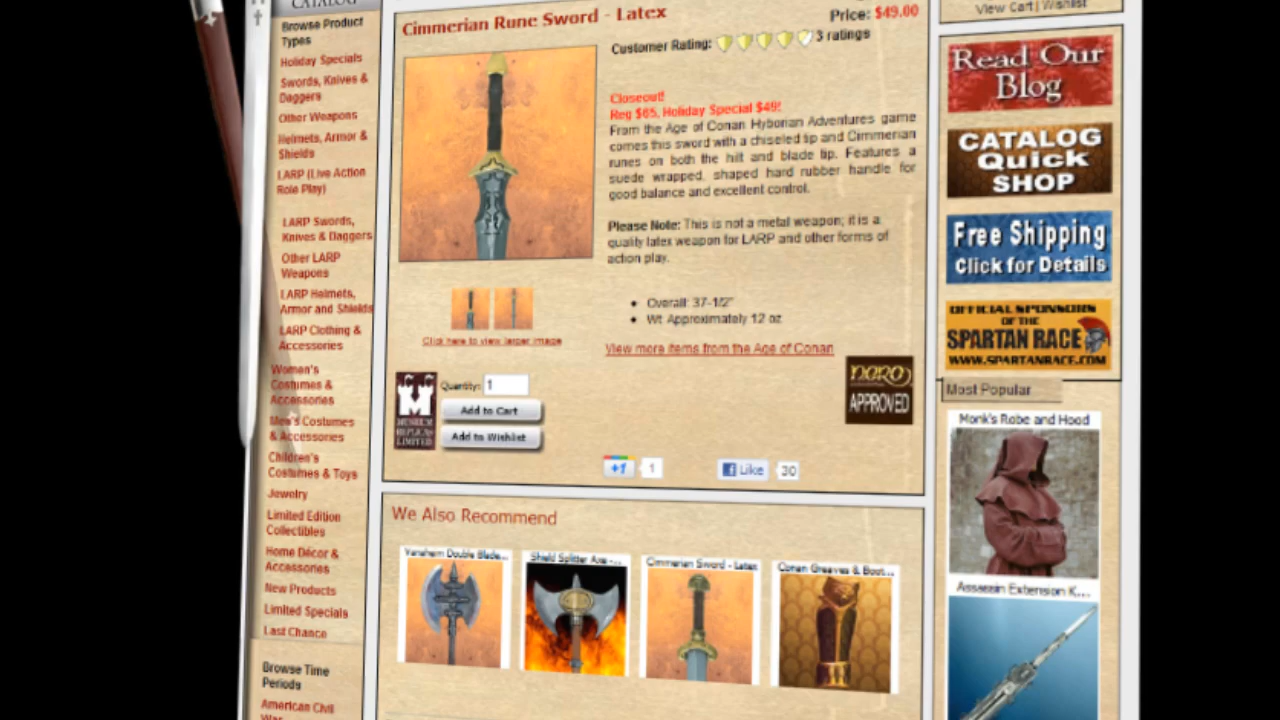 CATALOG
Browse Product
Types
Holiday Specials
Swords, Knives &
Daggers
Other Weapons
Helmets, Armor &
Shields
LARP (Live Action
Role Play)
LARP Swords,
Knives & Daggers
Other LARP
Weapons
LARP Helmets,
Armor and Shields
LARP Clothing &
Accessories
Women's
Costumes &
Accessories
Men's Costumes
& Accessories
Children's
Costumes & Toys
Jewelry
Limited Edition
Collectibles
Home Décor &
Accessories
New Products
Limited Specials
Last Chance
Browse Time
Periods
American Civil
War
Cimmerian Rune Sword - Latex
Price: $49.00
Customer Rating: 3 ratings
Closeout!
Reg $65, Holiday Special $49!
From the Age of Conan Hyborian Adventures game
comes this sword with a chiseled tip and Cimmerian
runes on both the hilt and blade tip. Features a
suede wrapped, shaped hard rubber handle for
good balance and excellent control.
Please Note: This is not a metal weapon; it is a
quality latex weapon for LARP and other forms of
action play.
• Overall: 37-1/2"
• Wt: Approximately 12 oz
Click here to view larger image
View more items from the Age of Conan
MUSEUM
REPLICAS
LIMITED
Quantity: 1
Add to Cart
Add to Wishlist
nero
APPROVED
+1 1
Like 30
We Also Recommend
Vanaheim Double Blade...
Shield Splitter Axe -...
Cimmerian Sword - Latex
Conan Greaves & Boot...
View Cart | Wishlist
Read Our
Blog
CATALOG
Quick
SHOP
Free Shipping
Click for Details
OFFICIAL SPONSORS
OF THE
SPARTAN RACE
WWW.SPARTANRACE.COM
Most Popular
Monk's Robe and Hood
Assassin Extension K...